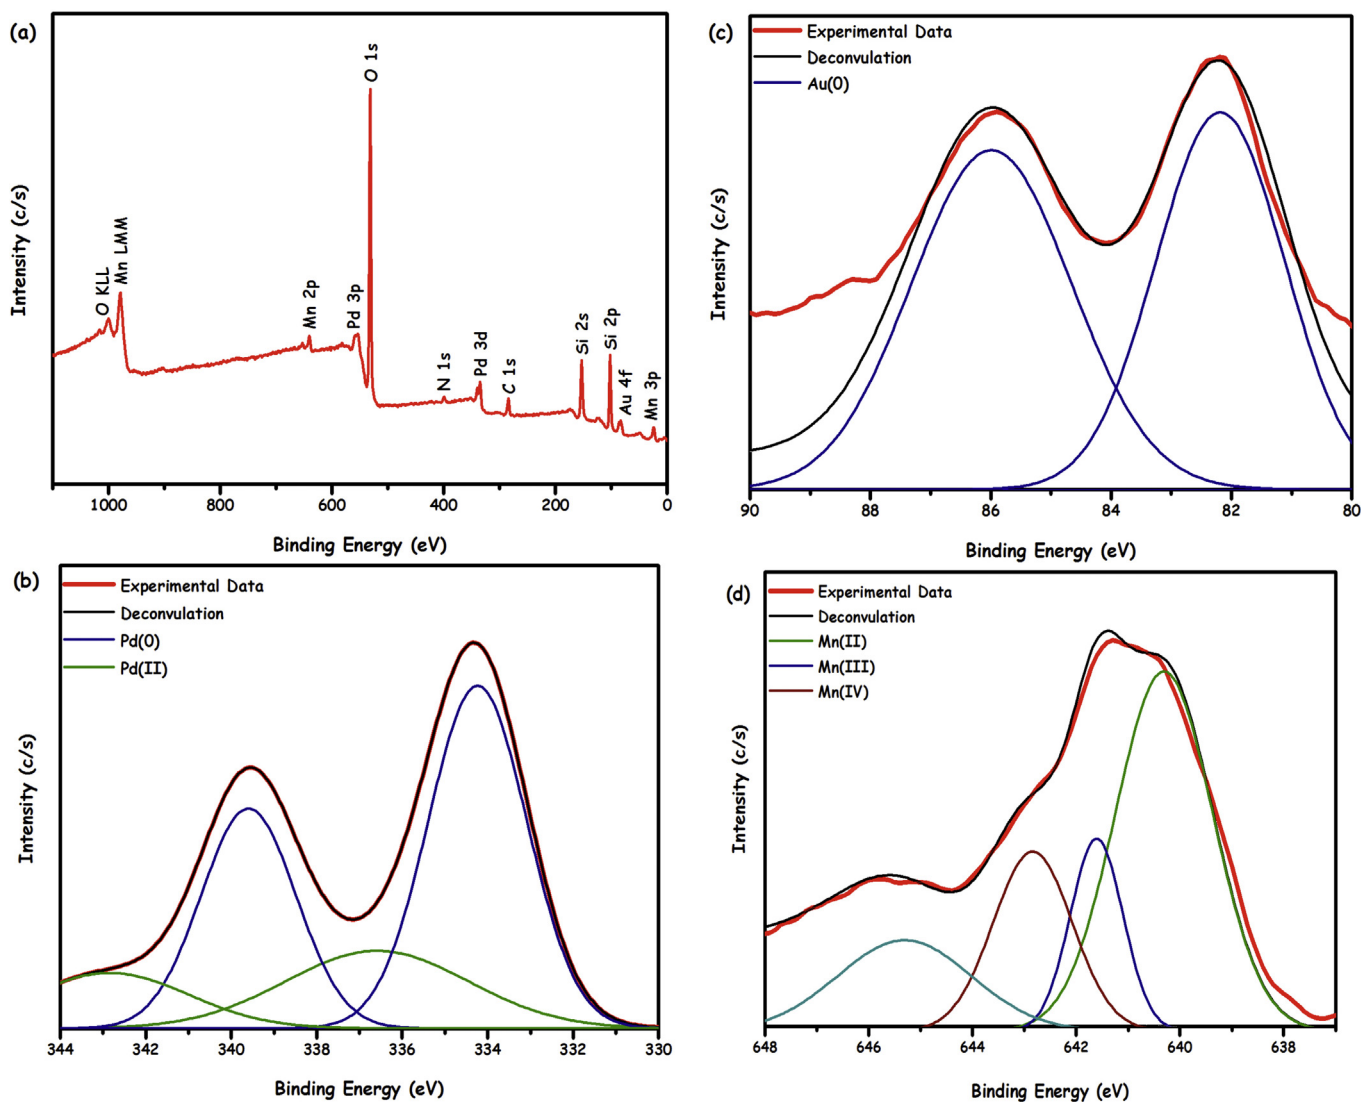 (a)
Intensity (c/s)
O KLL
Mn LMM
Mn 2p
Pd 3p
O 1s
N 1s
Pd 3d
C 1s
Si 2s
Si 2p
Au 4f
Mn 3p
1000 800 600 400 200 0
Binding Energy (eV)
(c)
Experimental Data
Deconvulation
Au(0)
Intensity (c/s)
90 88 86 84 82 80
Binding Energy (eV)
(b)
Experimental Data
Deconvulation
Pd(0)
Pd(II)
Intensity (c/s)
344 342 340 338 336 334 332 330
Binding Energy (eV)
(d)
Experimental Data
Deconvulation
Mn(II)
Mn(III)
Mn(IV)
Intensity (c/s)
648 646 644 642 640 638
Binding Energy (eV)